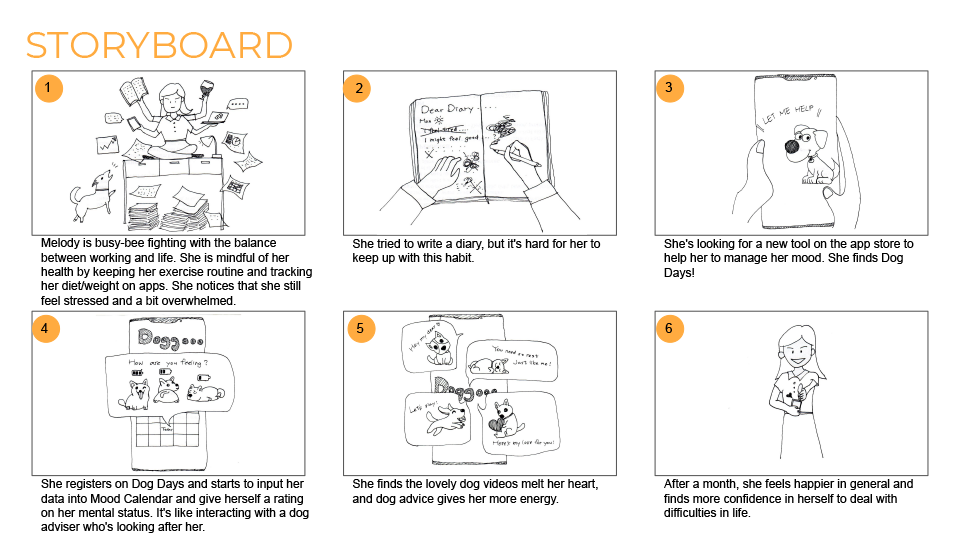 STORYBOARD
1
Melody is busy-bee fighting with the balance
between working and life. She is mindful of her
health by keeping her exercise routine and tracking
her diet/weight on apps. She notices that she still
feel stressed and a bit overwhelmed.
2
Dear Diary ....
Mon
I feel tired
I might feel good
She tried to write a diary, but it's hard for her to
keep up with this habit.
3
LET ME HELP
She's looking for a new tool on the app store to
help her to manage her mood. She finds Dog
Days!
4
Dogg...
How are you feeling?
She registers on Dog Days and starts to input her
data into Mood Calendar and give herself a rating
on her mental status. It's like interacting with a dog
adviser who's looking after her.
5
Hey my dear!
You need to rest
Just like me!
Dogg...
Let's play!
Here's my love for you!
She finds the lovely dog videos melt her heart,
and dog advice gives her more energy.
6
After a month, she feels happier in general and
finds more confidence in herself to deal with
difficulties in life.